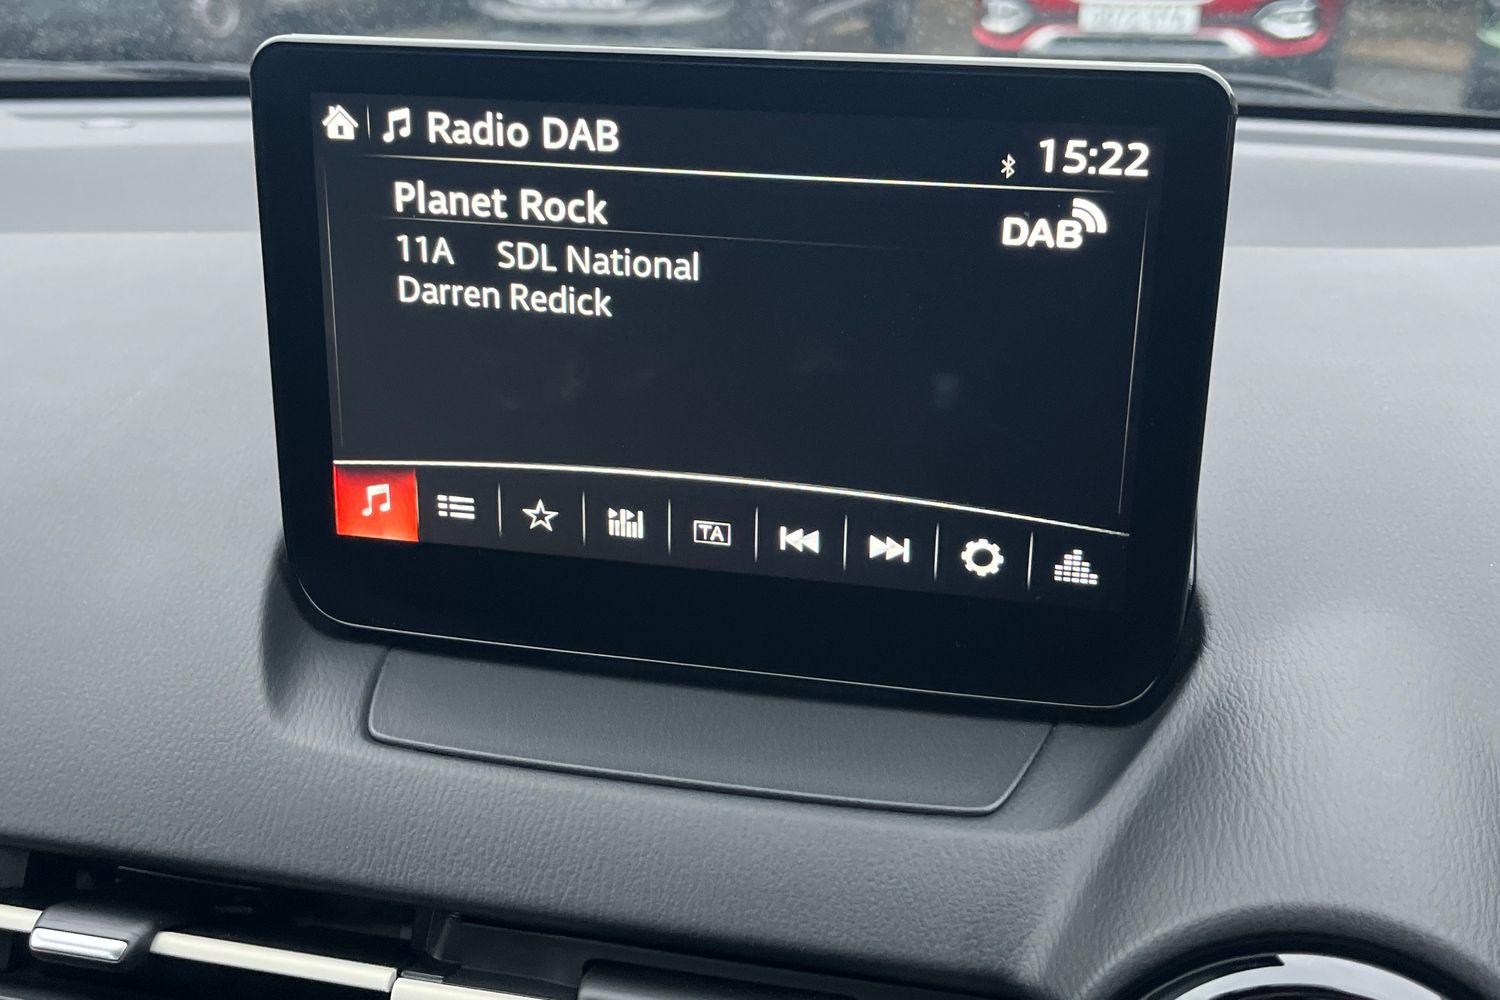 Radio DAB
15:22
Planet Rock
DAB
11A SDL National
Darren Redick
TA